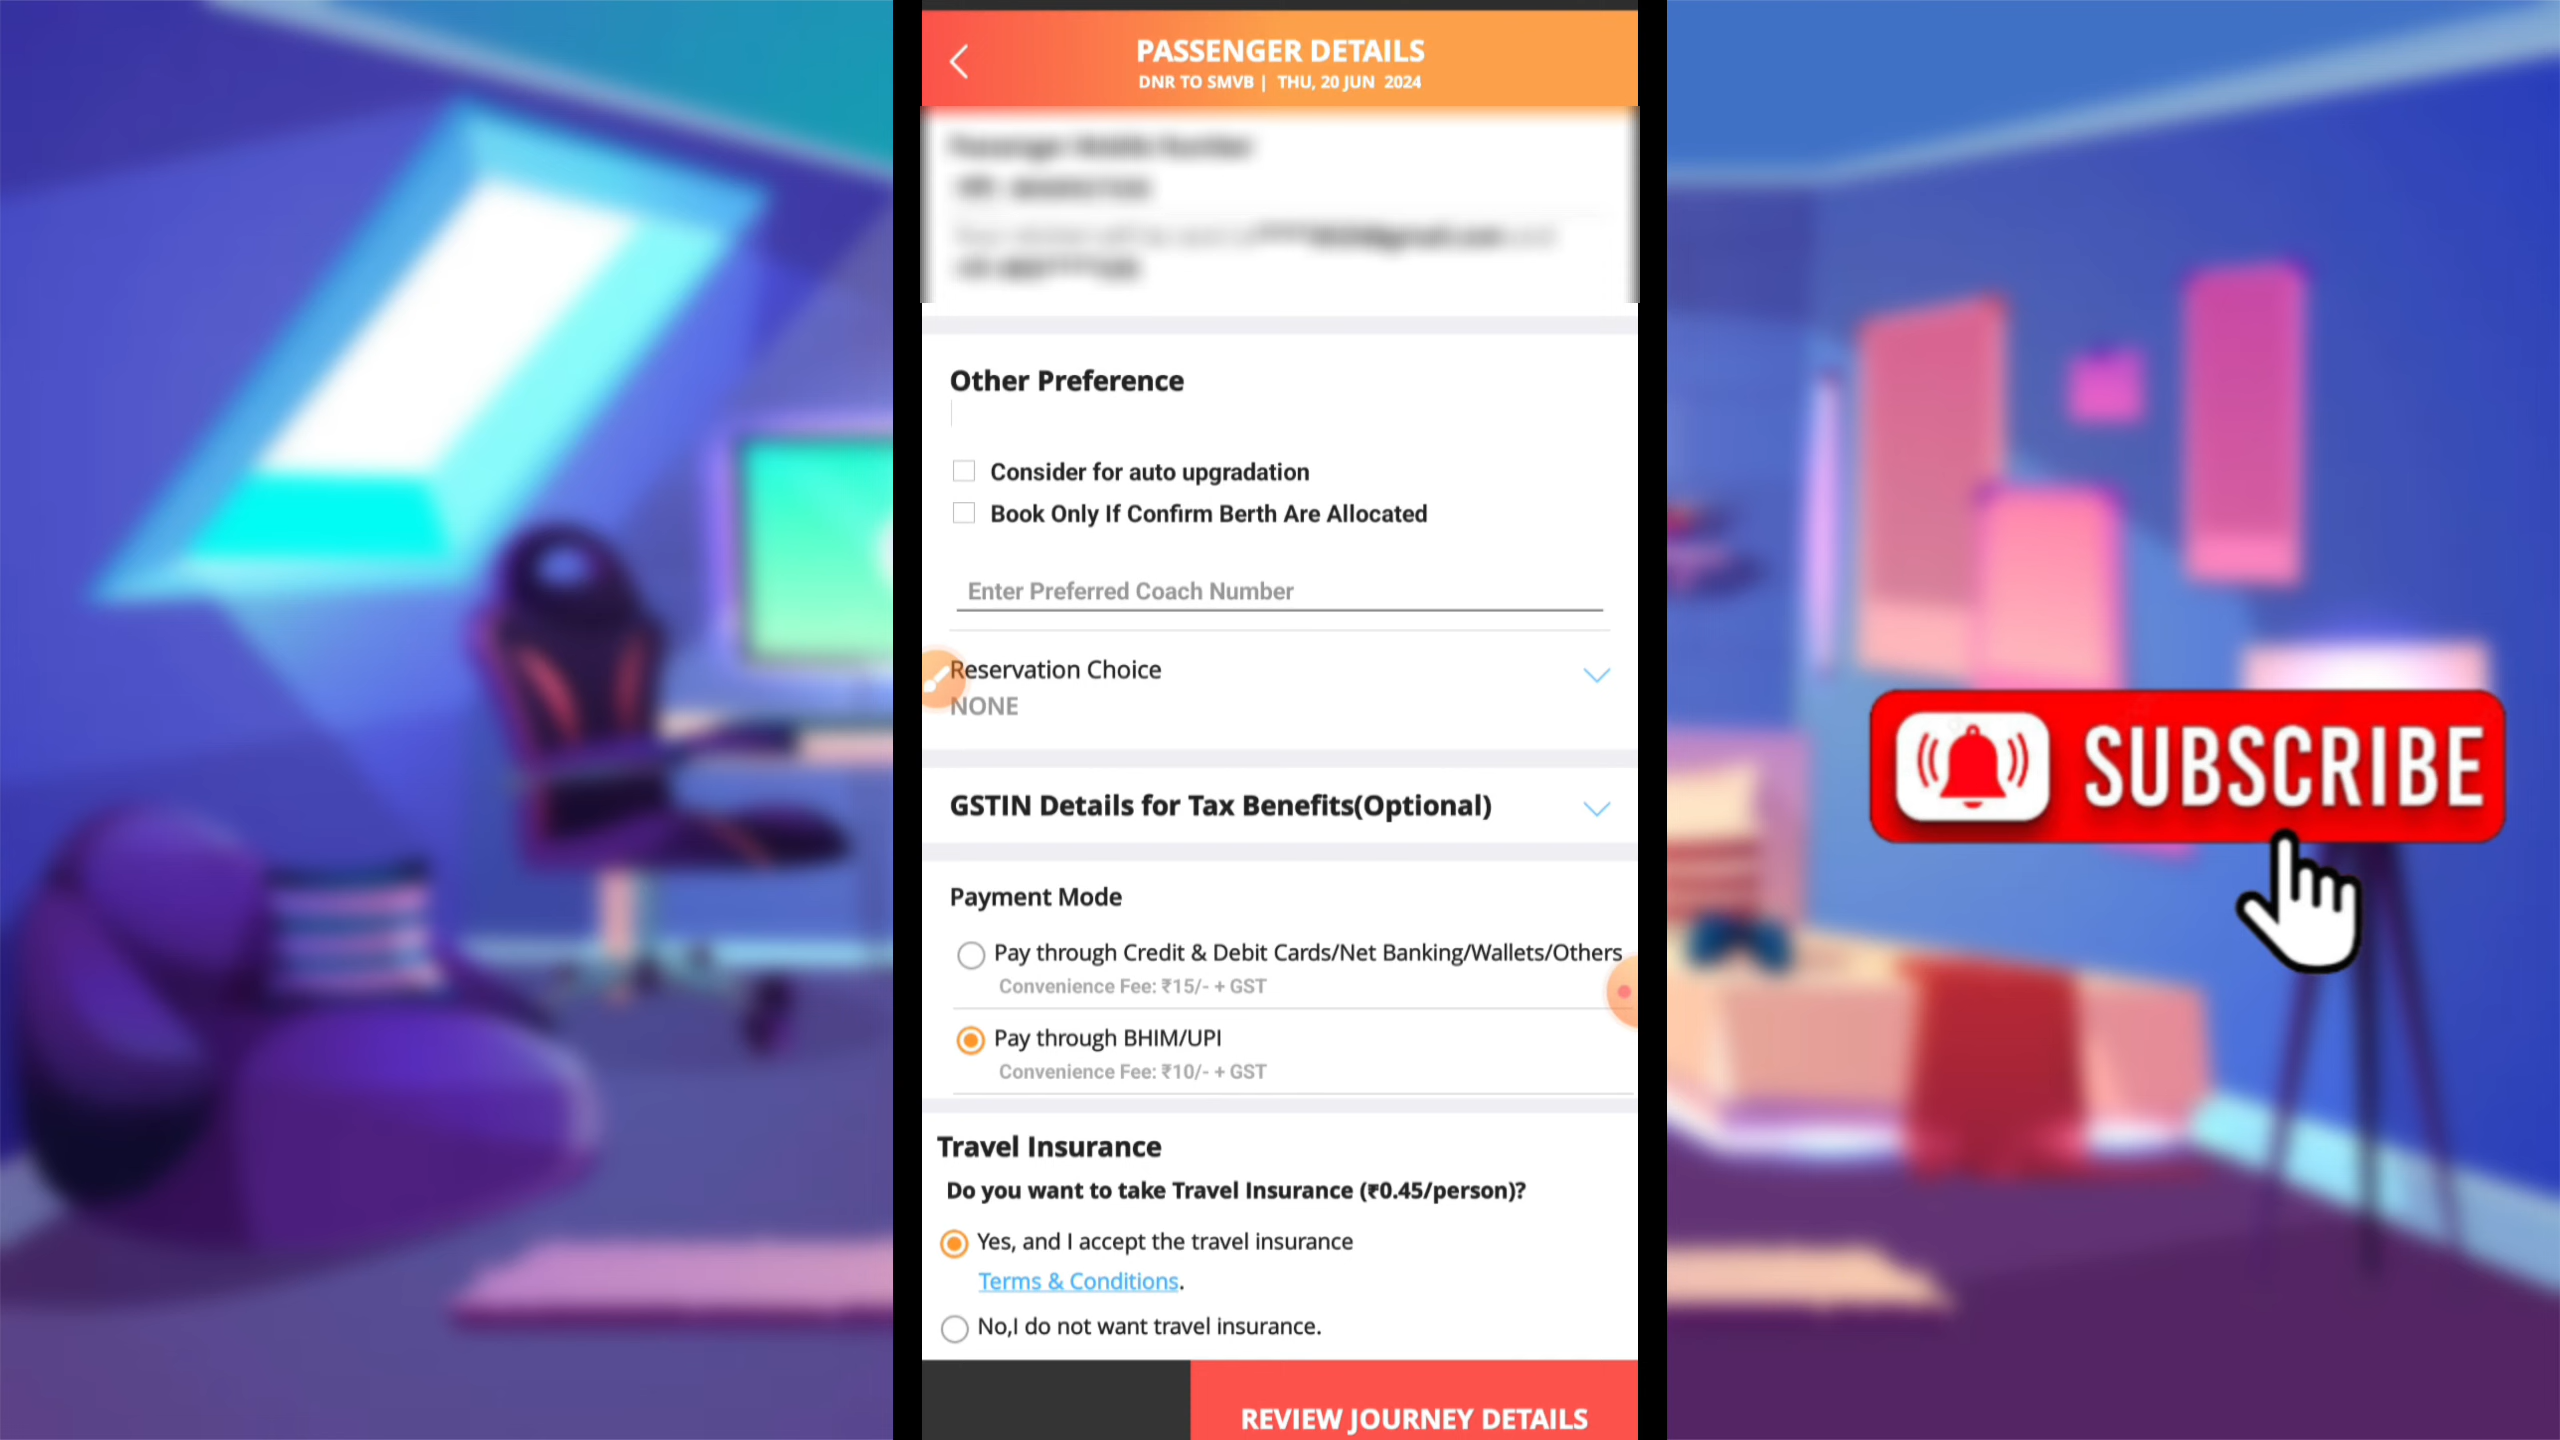 PASSENGER DETAILS
DNR TO SMVB | THU, 20 JUN 2024
Other Preference
Consider for auto upgradation
Book Only If Confirm Berth Are Allocated
Enter Preferred Coach Number
Reservation Choice
NONE
GSTIN Details for Tax Benefits(Optional)
Payment Mode
Pay through Credit & Debit Cards/Net Banking/Wallets/Others
Convenience Fee: ₹15/- + GST
Pay through BHIM/UPI
Convenience Fee: ₹10/- + GST
Travel Insurance
Do you want to take Travel Insurance (₹0.45/person)?
Yes, and I accept the travel insurance
Terms & Conditions.
No,I do not want travel insurance.
REVIEW JOURNEY DETAILS
SUBSCRIBE